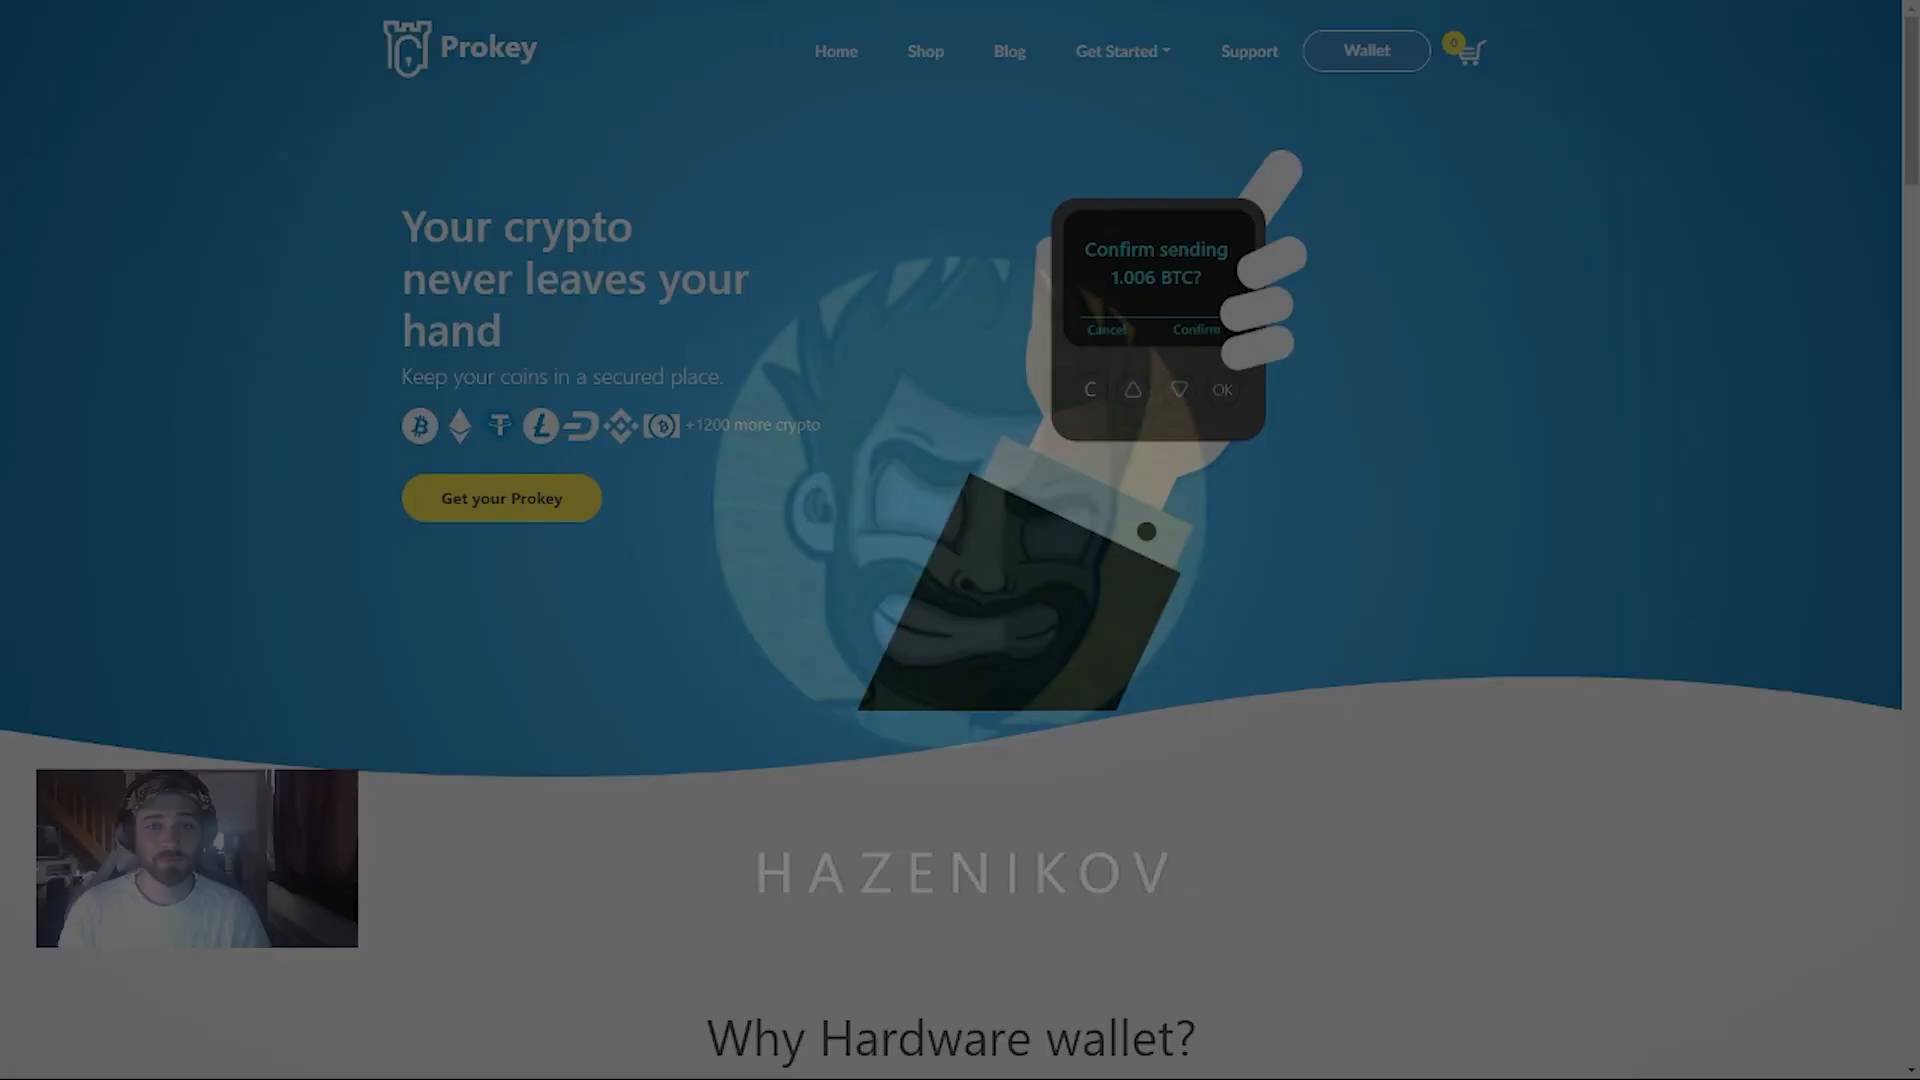 Prokey
Home
Shop
Blog
Get Started
Support
Wallet
0
Your crypto
never leaves your
hand
Keep your coins in a secured place.
+1200 more crypto
Get your Prokey
Confirm sending
1.006 BTC?
Cancel
Confirm
C
OK
HAZENIKOV
Why Hardware wallet?